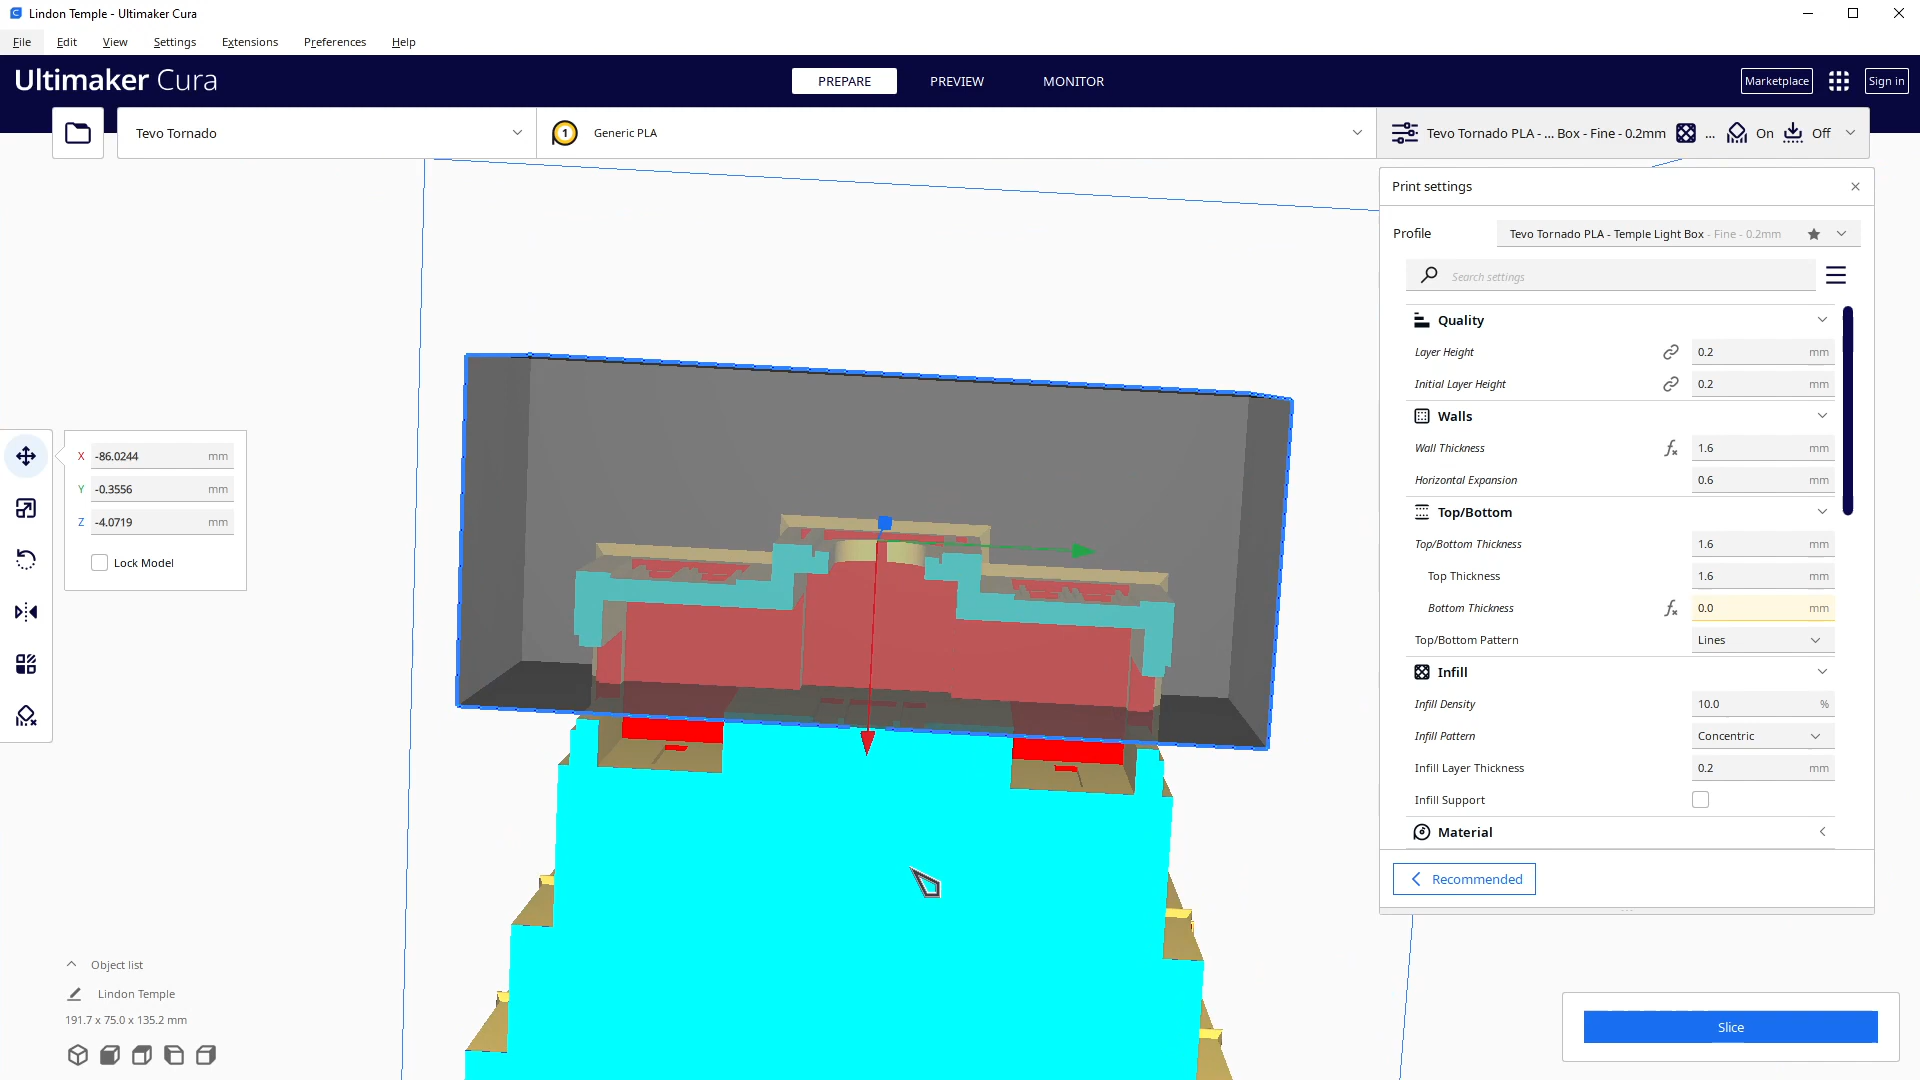 Lindon Temple - Ultimaker Cura
File Edit View Settings Extensions Preferences Help
Ultimaker Cura
PREPARE PREVIEW MONITOR
Marketplace Sign in
Tevo Tornado
1 Generic PLA
Tevo Tornado PLA - ... Box - Fine - 0.2mm ... On Off
Print settings
Profile Tevo Tornado PLA - Temple Light Box - Fine - 0.2mm
Search settings
Quality
Layer Height 0.2 mm
Initial Layer Height 0.2 mm
Walls
Wall Thickness 1.6 mm
Horizontal Expansion 0.6 mm
Top/Bottom
Top/Bottom Thickness 1.6 mm
Top Thickness 1.6 mm
Bottom Thickness 0.0 mm
Top/Bottom Pattern Lines
Infill
Infill Density 10.0 %
Infill Pattern Concentric
Infill Layer Thickness 0.2 mm
Infill Support
Material
Recommended
X -86.0244 mm
Y -0.3556 mm
Z -4.0719 mm
Lock Model
Object list
Lindon Temple
191.7 x 75.0 x 135.2 mm
Slice